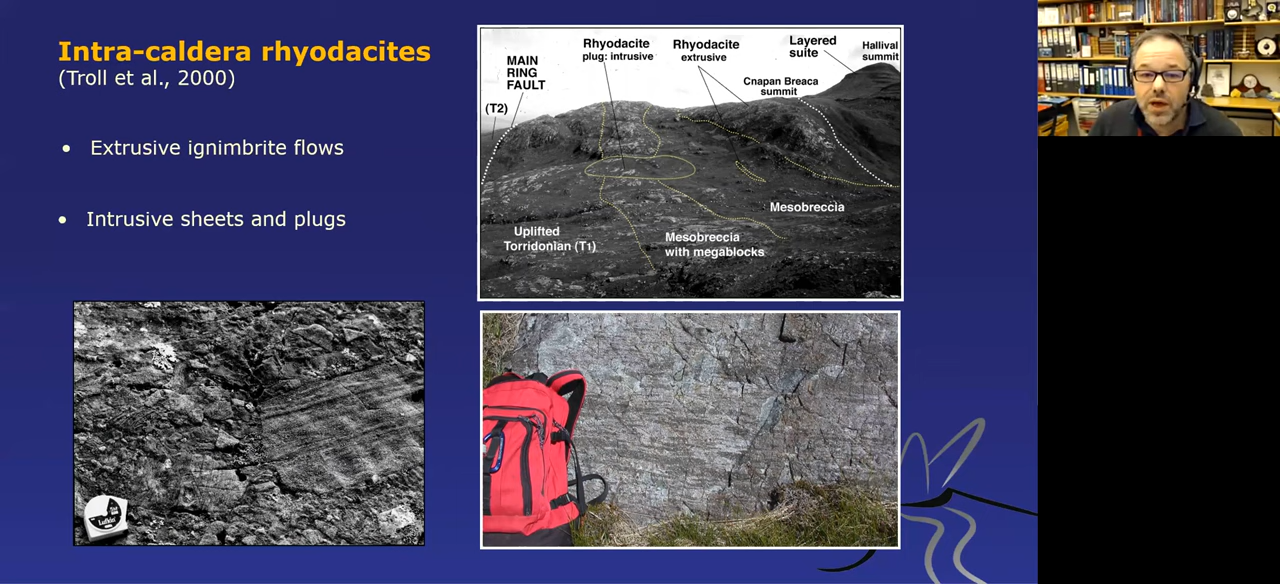 Intra-caldera rhyodacites
(Troll et al., 2000)
• Extrusive ignimbrite flows
• Intrusive sheets and plugs
MAIN
RING
FAULT
(T2)
Rhyodacite
plug: intrusive
Rhyodacite
extrusive
Layered
suite
Hallival
summit
Cnapan Breaca
summit
Mesobreccia
Uplifted
Torridonian (T1)
Mesobreccia
with megablocks
Lufkin